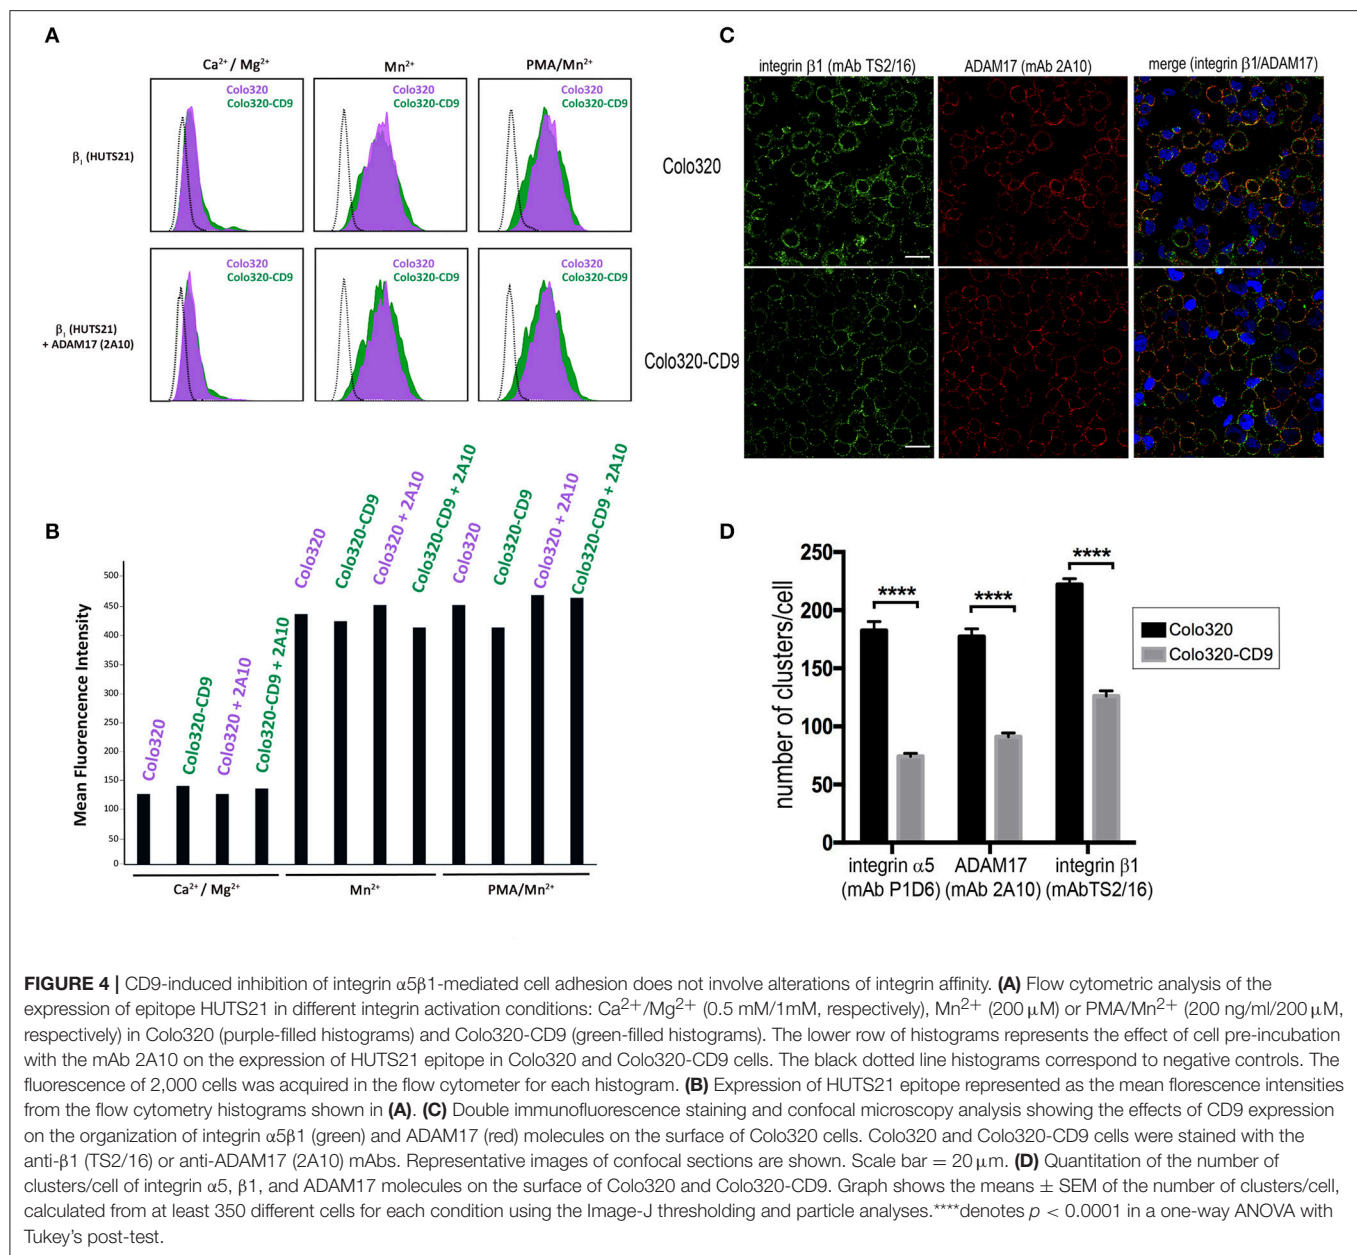 A
Ca²⁺ / Mg²⁺
Mn²⁺
PMA/Mn²⁺
Colo320
Colo320-CD9
Colo320
Colo320-CD9
Colo320
Colo320-CD9
β₁ (HUTS21)
Colo320
Colo320-CD9
Colo320
Colo320-CD9
Colo320
Colo320-CD9
β₁ (HUTS21)
+ ADAM17 (2A10)
B
Mean Fluorescence Intensity
500
450
400
450
400
350
300
250
200
150
100
50
0
Colo320
Colo320-CD9
Colo320 + 2A10
Colo320-CD9 + 2A10
Colo320
Colo320-CD9
Colo320 + 2A10
Colo320-CD9 + 2A10
Colo320
Colo320-CD9
Colo320 + 2A10
Colo320-CD9 + 2A10
Ca²⁺ / Mg²⁺
Mn²⁺
PMA/Mn²⁺
C
integrin β1 (mAb TS2/16)
ADAM17 (mAb 2A10)
merge (integrin β1/ADAM17)
Colo320
Colo320-CD9
D
number of clusters/cell
250
200
150
100
50
0
****
****
****
Colo320
Colo320-CD9
integrin α5
(mAb P1D6)
ADAM17
(mAb 2A10)
integrin β1
(mAbTS2/16)
FIGURE 4 | CD9-induced inhibition of integrin α5β1-mediated cell adhesion does not involve alterations of integrin affinity. (A) Flow cytometric analysis of the
expression of epitope HUTS21 in different integrin activation conditions: Ca²⁺/Mg²⁺ (0.5 mM/1mM, respectively), Mn²⁺ (200 μM) or PMA/Mn²⁺ (200 ng/ml/200 μM,
respectively) in Colo320 (purple-filled histograms) and Colo320-CD9 (green-filled histograms). The lower row of histograms represents the effect of cell pre-incubation
with the mAb 2A10 on the expression of HUTS21 epitope in Colo320 and Colo320-CD9 cells. The black dotted line histograms correspond to negative controls. The
fluorescence of 2,000 cells was acquired in the flow cytometer for each histogram. (B) Expression of HUTS21 epitope represented as the mean florescence intensities
from the flow cytometry histograms shown in (A). (C) Double immunofluorescence staining and confocal microscopy analysis showing the effects of CD9 expression
on the organization of integrin α5β1 (green) and ADAM17 (red) molecules on the surface of Colo320 cells. Colo320 and Colo320-CD9 cells were stained with the
anti-β1 (TS2/16) or anti-ADAM17 (2A10) mAbs. Representative images of confocal sections are shown. Scale bar = 20 μm. (D) Quantitation of the number of
clusters/cell of integrin α5, β1, and ADAM17 molecules on the surface of Colo320 and Colo320-CD9. Graph shows the means ± SEM of the number of clusters/cell,
calculated from at least 350 different cells for each condition using the Image-J thresholding and particle analyses.****denotes p < 0.0001 in a one-way ANOVA with
Tukey's post-test.